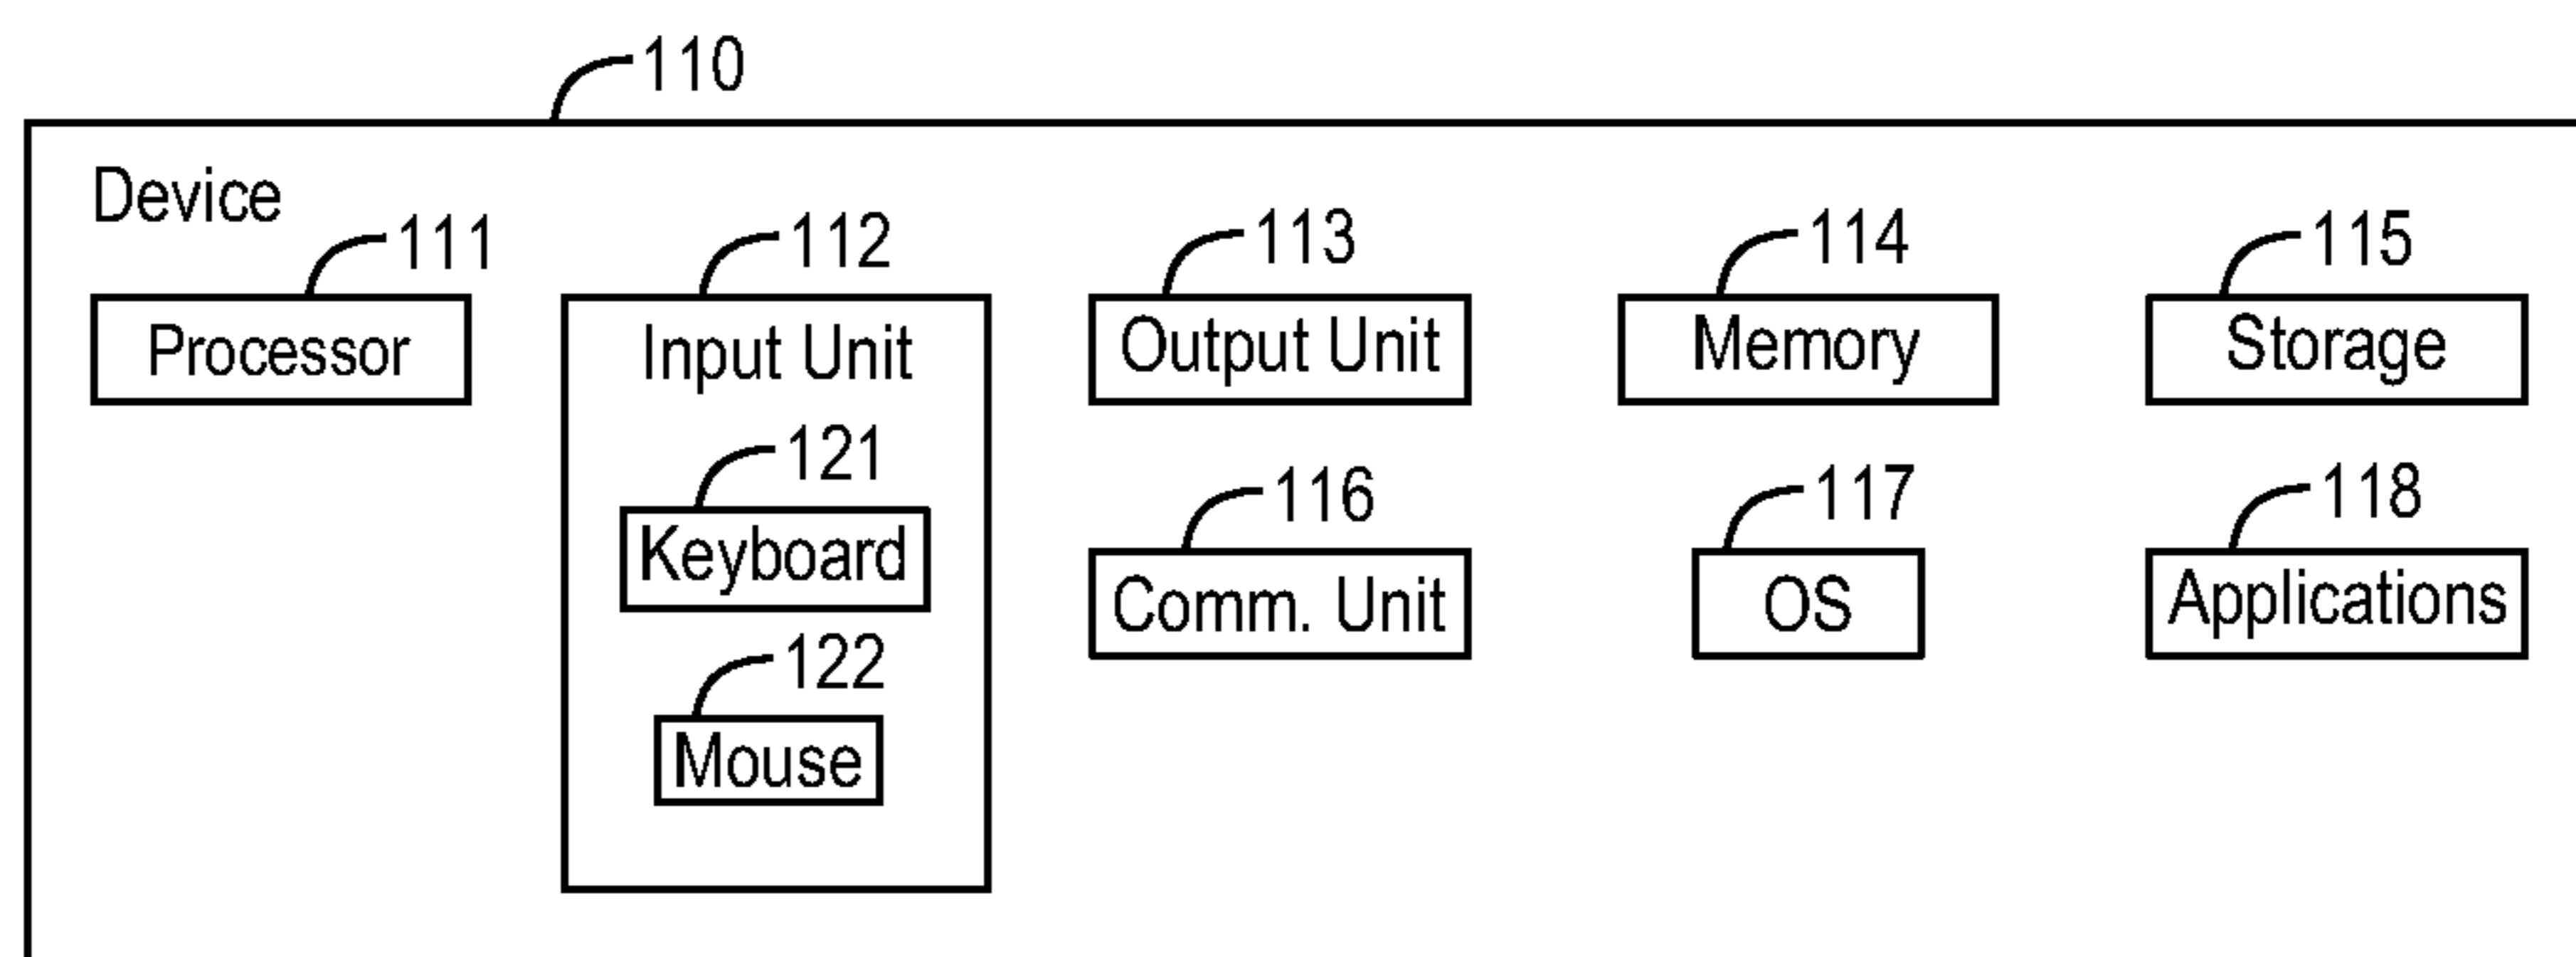 110
Device
111
Processor
112
Input Unit
121
Keyboard
122
Mouse
113
Output Unit
114
Memory
115
Storage
116
Comm. Unit
117
OS
118
Applications